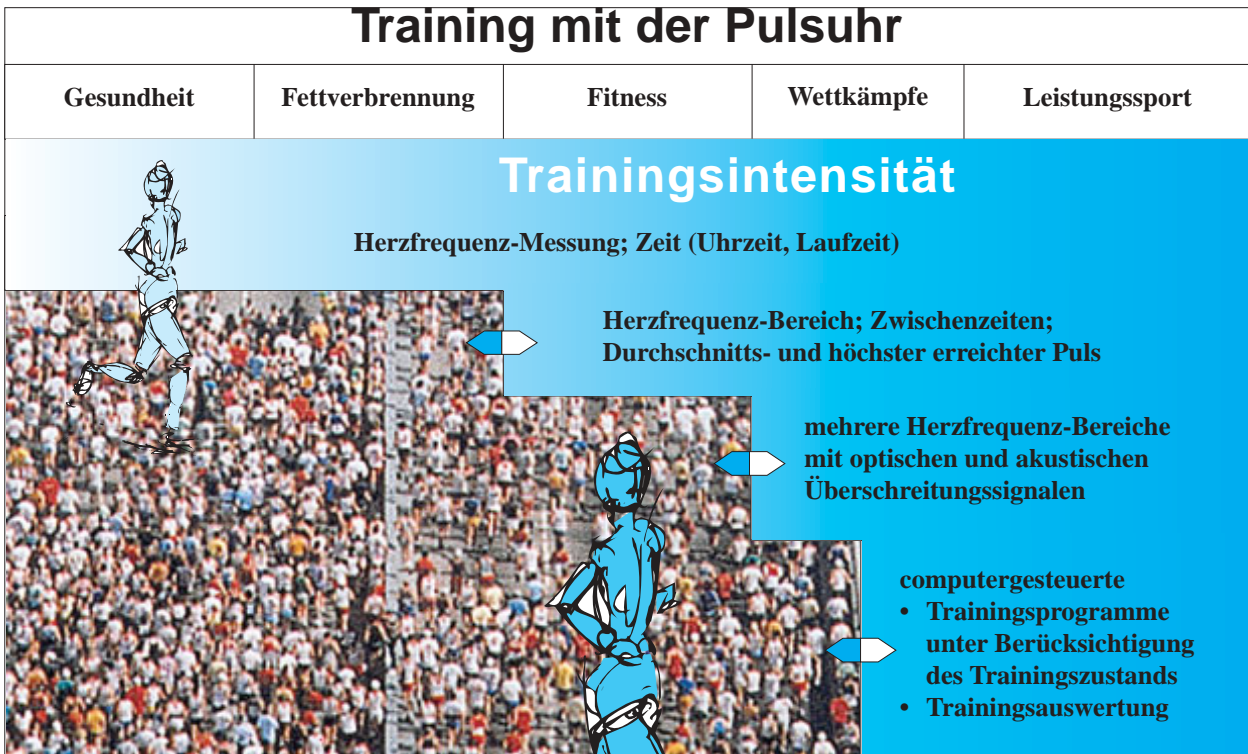 Training mit der Pulsuhr
Gesundheit
Fettverbrennung
Fitness
Wettkämpfe
Leistungssport
Trainingsintensität
Herzfrequenz-Messung; Zeit (Uhrzeit, Laufzeit)
Herzfrequenz-Bereich; Zwischenzeiten;
Durchschnitts- und höchster erreichter Puls
mehrere Herzfrequenz-Bereiche
mit optischen und akustischen
Überschreitungssignalen
computergesteuerte
• Trainingsprogramme
unter Berücksichtigung
des Trainingszustands
• Trainingsauswertung